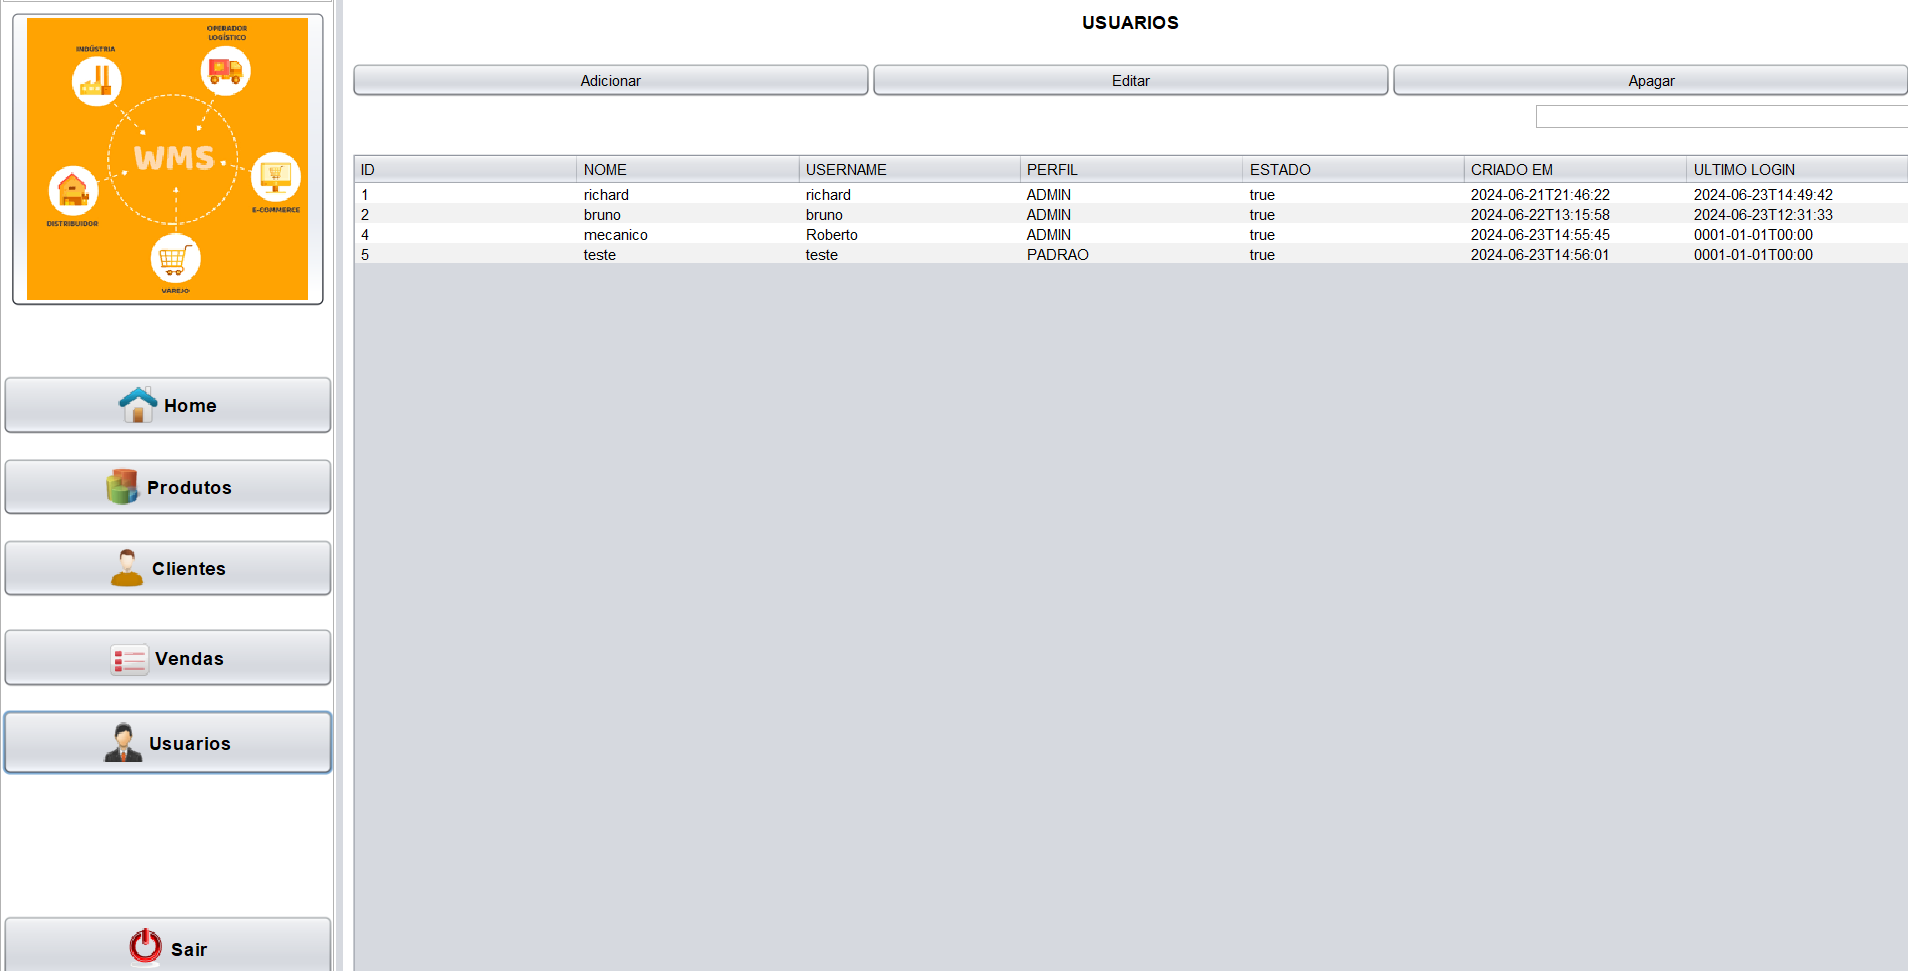 OPERADOR
LOGÍSTICO
INDÚSTRIA
WMS
E-COMMERCE
DISTRIBUIDOR
VAREJO
Home
Produtos
Clientes
Vendas
Usuarios
Sair
USUARIOS
Adicionar Editar Apagar
ID NOME USERNAME PERFIL ESTADO CRIADO EM ULTIMO LOGIN
1 richard richard ADMIN true 2024-06-21T21:46:22 2024-06-23T14:49:42
2 bruno bruno ADMIN true 2024-06-22T13:15:58 2024-06-23T12:31:33
4 mecanico Roberto ADMIN true 2024-06-23T14:55:45 0001-01-01T00:00
5 teste teste PADRAO true 2024-06-23T14:56:01 0001-01-01T00:00